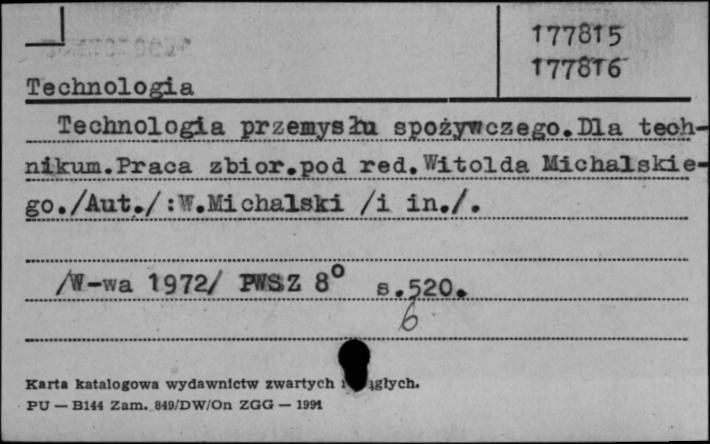 177815
177816
Technologia
Technologia przemysłu spożywczego.Dla tech-
nikum.Praca zbior.pod red.Witolda Michalskie-
go./Aut./:W.Michalski /i in./.
/W-wa 1972/ PWSZ 8° s.520.
6
Karta katalogowa wydawnictw zwartych
PU — B144 Zam. 849/DW/On ZGG — 1991